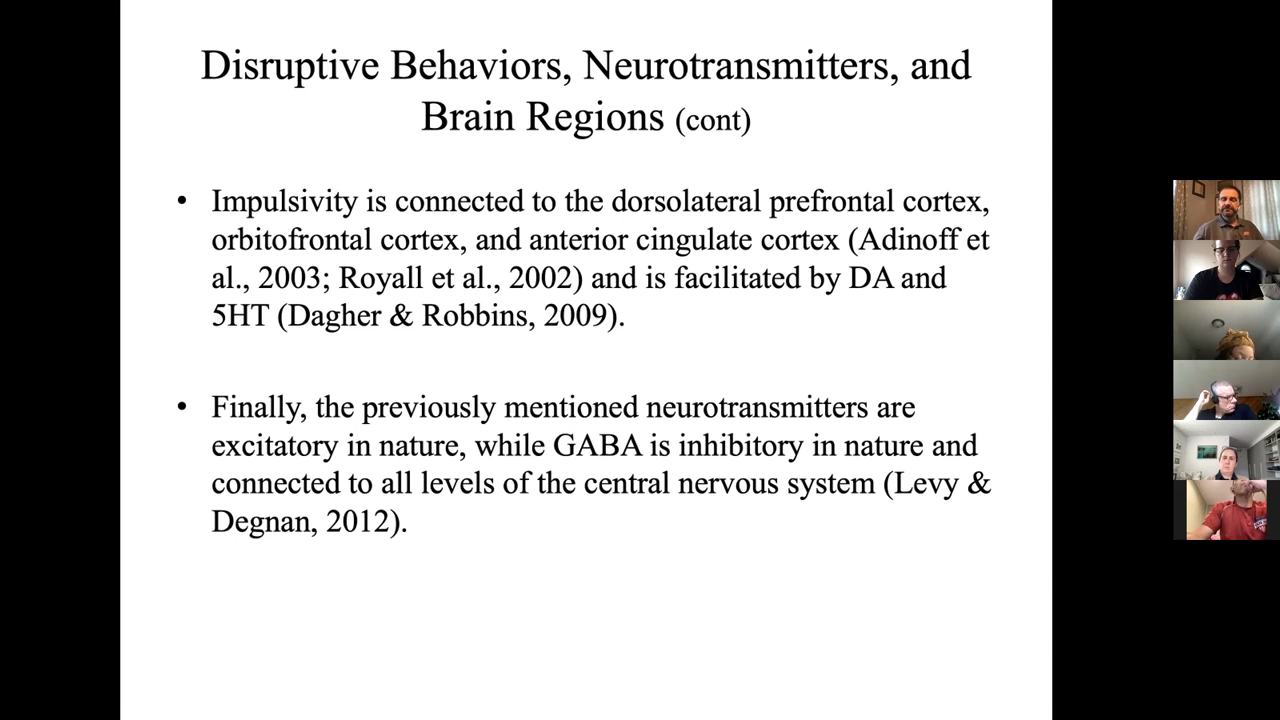 Disruptive Behaviors, Neurotransmitters, and
Brain Regions (cont)
• Impulsivity is connected to the dorsolateral prefrontal cortex,
orbitofrontal cortex, and anterior cingulate cortex (Adinoff et
al., 2003; Royall et al., 2002) and is facilitated by DA and
5HT (Dagher & Robbins, 2009).
• Finally, the previously mentioned neurotransmitters are
excitatory in nature, while GABA is inhibitory in nature and
connected to all levels of the central nervous system (Levy &
Degnan, 2012).